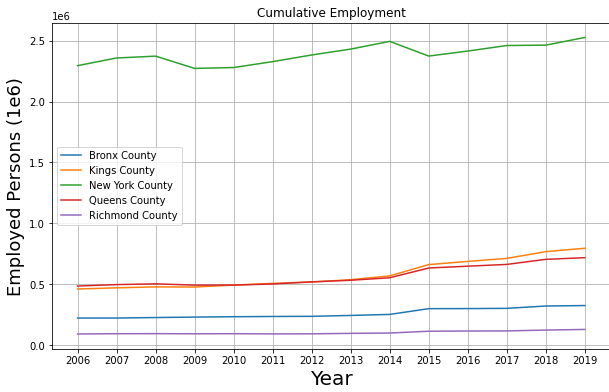 Cumulative Employment
1e6
2.5
2.0
1.5
1.0
0.5
0.0
Employed Persons (1e6)
Bronx County
Kings County
New York County
Queens County
Richmond County
2006 2007 2008 2009 2010 2011 2012 2013 2014 2015 2016 2017 2018 2019
Year